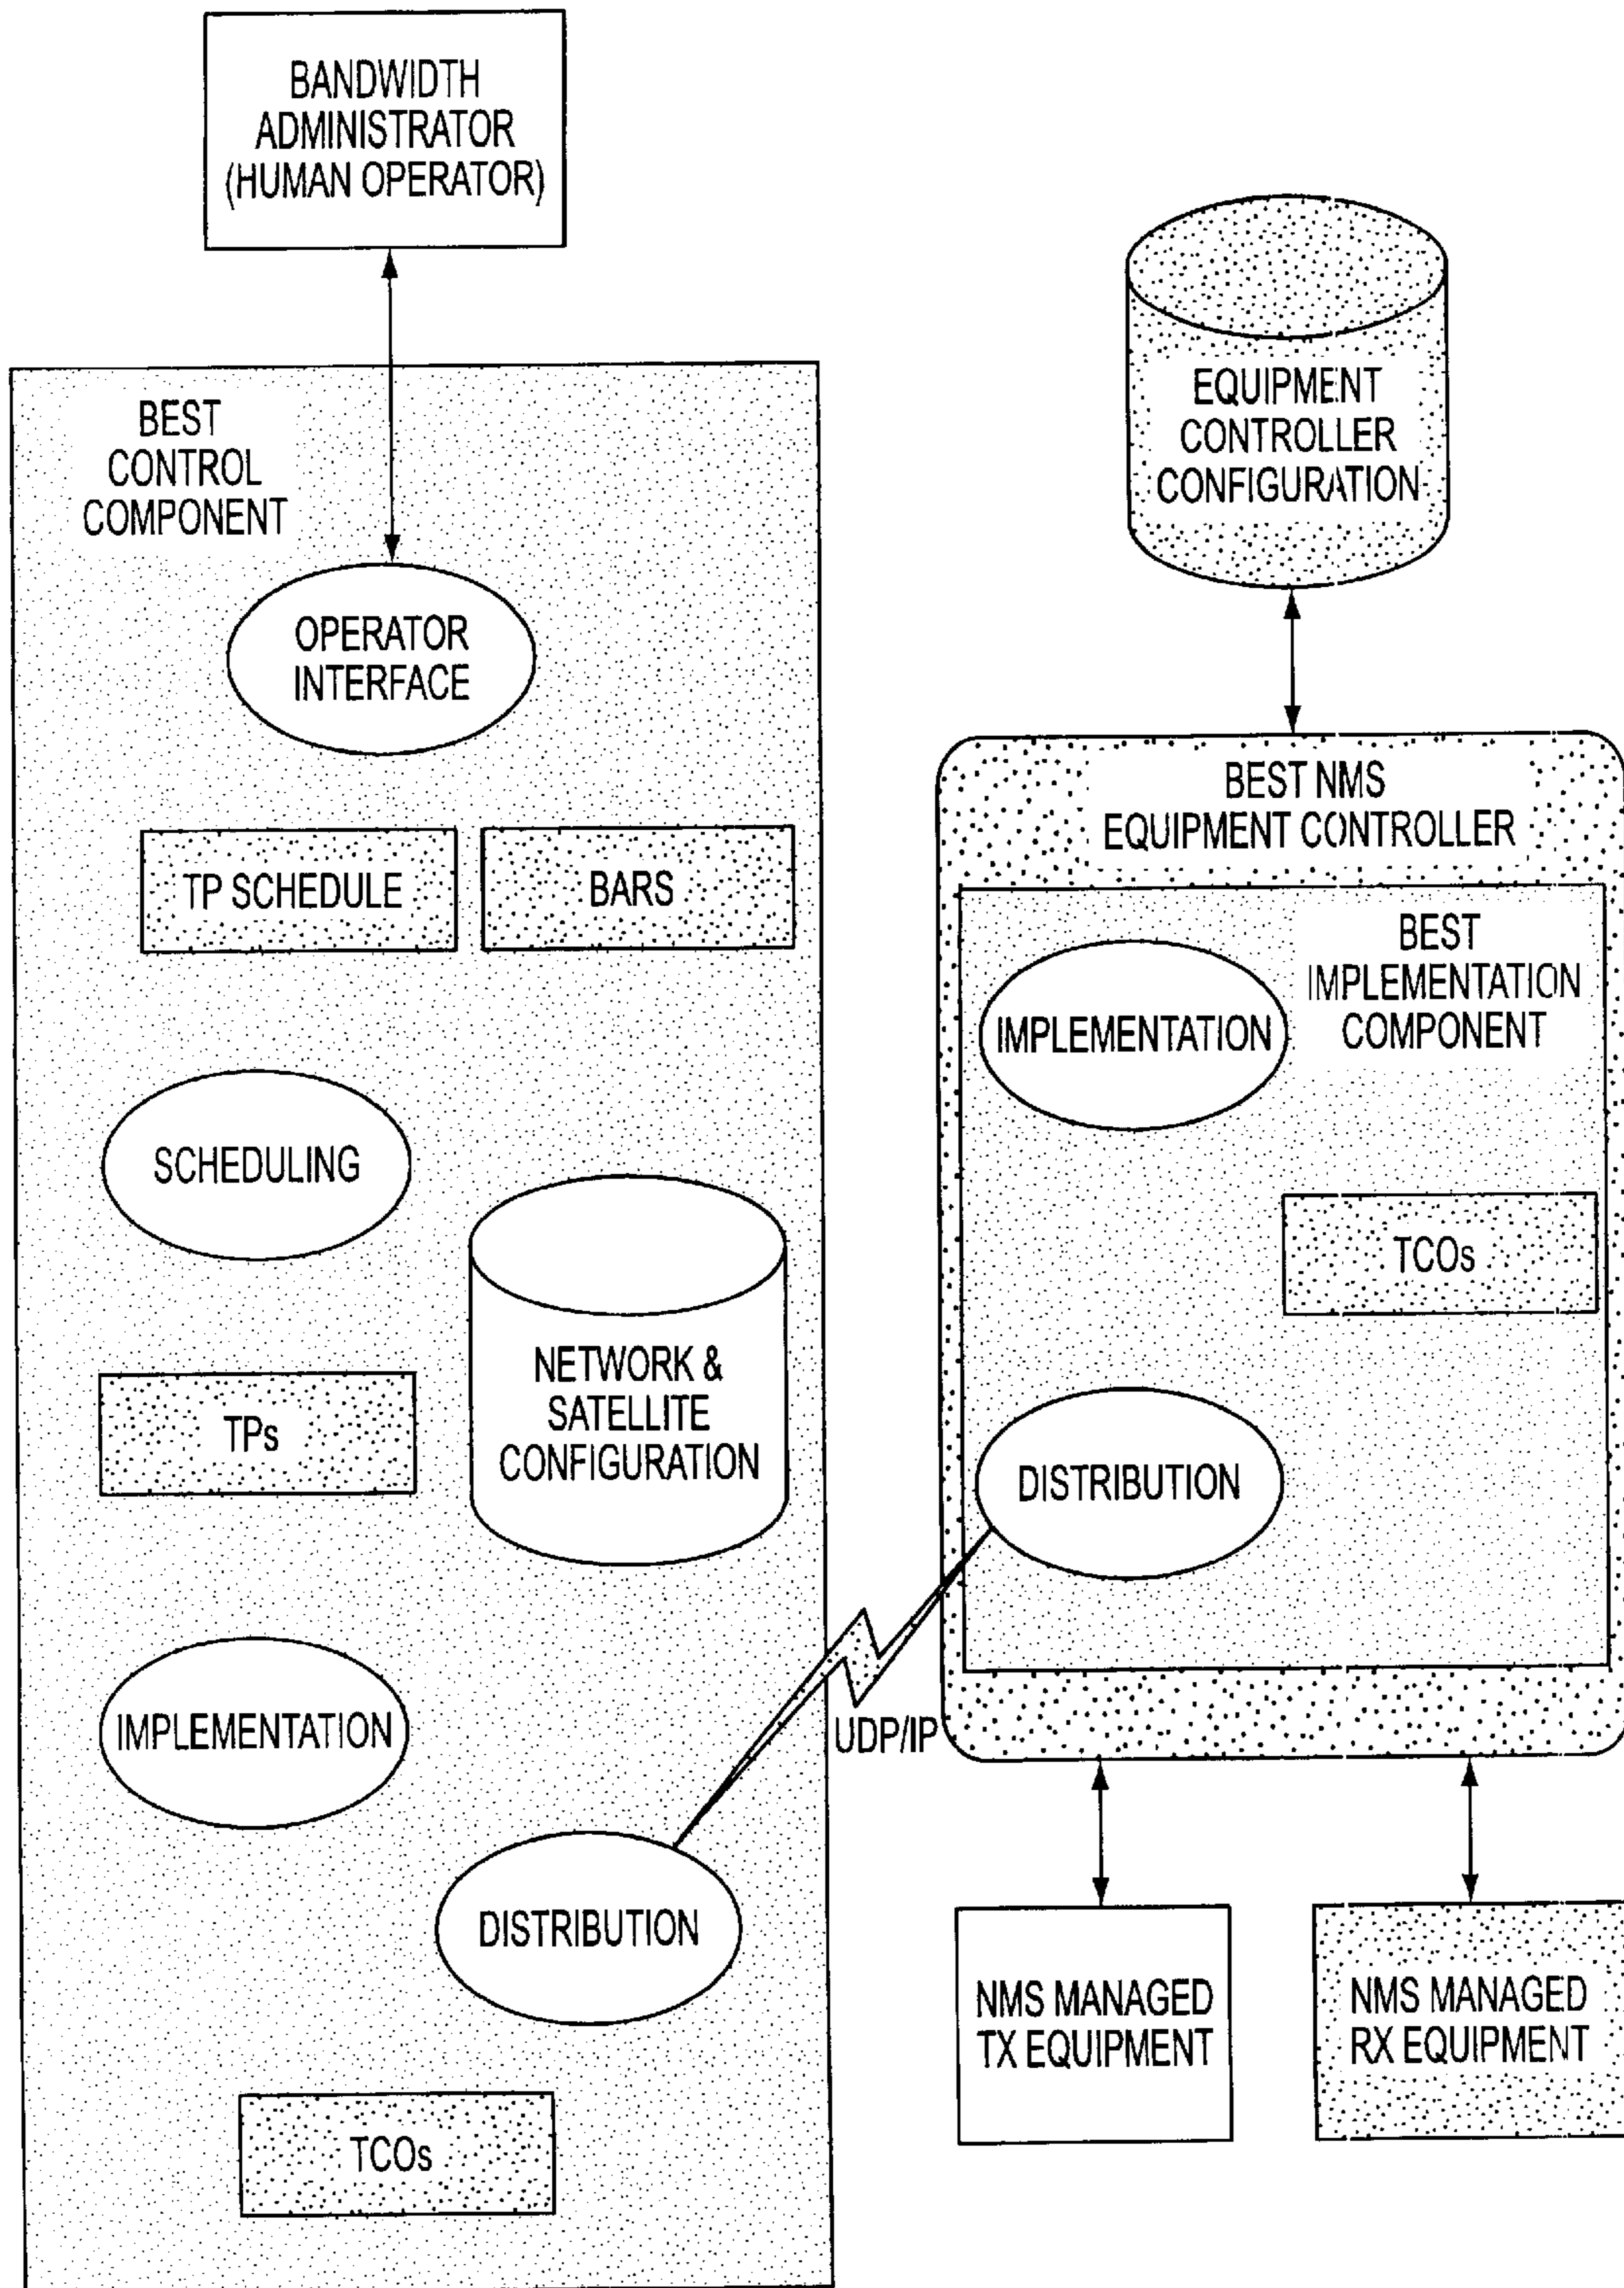 BANDWIDTH
ADMINISTRATOR
(HUMAN OPERATOR)
BEST
CONTROL
COMPONENT
OPERATOR
INTERFACE
TP SCHEDULE
BARS
SCHEDULING
NETWORK &
SATELLITE
CONFIGURATION
TPs
IMPLEMENTATION
DISTRIBUTION
TCOs
UDP/IP
EQUIPMENT
CONTROLLER
CONFIGURATION
BEST NMS
EQUIPMENT CONTROLLER
BEST
IMPLEMENTATION
COMPONENT
IMPLEMENTATION
TCOs
DISTRIBUTION
NMS MANAGED
TX EQUIPMENT
NMS MANAGED
RX EQUIPMENT